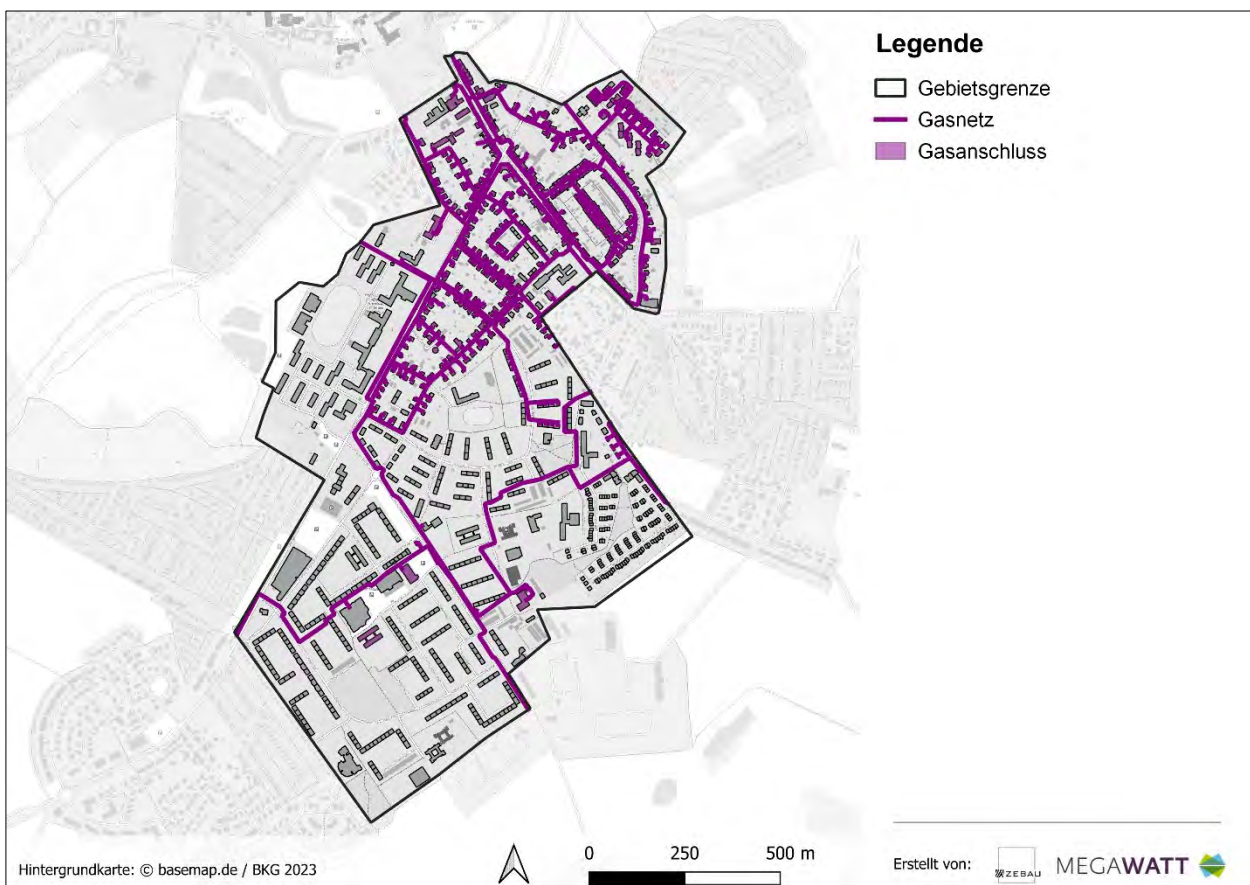 Legende
Gebietsgrenze
Gasnetz
Gasanschluss
Hintergrundkarte: © basemap.de / BKG 2023
0 250 500 m
Erstellt von:
ZEBAU
MEGAWATT